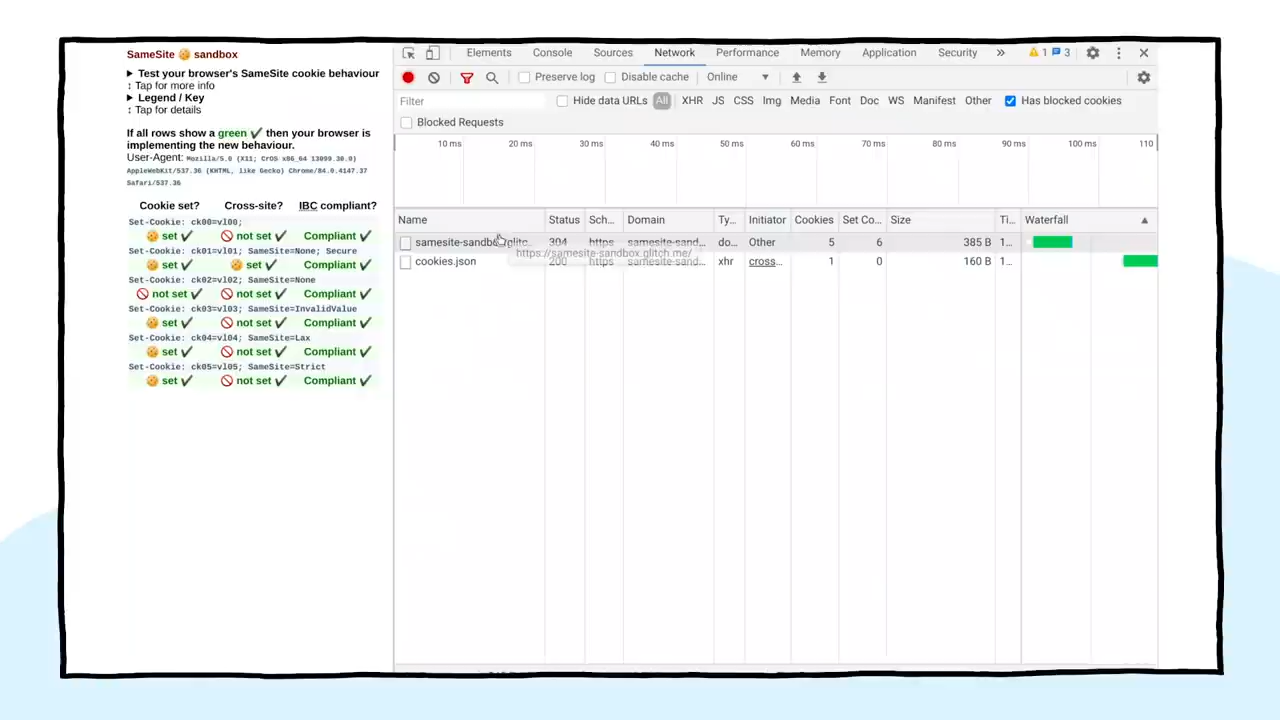 SameSite 🍪 sandbox
▶ Test your browser's SameSite cookie behaviour
↕ Tap for more info
▶ Legend / Key
↕ Tap for details
If all rows show a green ✔ then your browser is
implementing the new behaviour.
User-Agent: Mozilla/5.0 (X11; CrOS x86_64 13099.30.0)
AppleWebKit/537.36 (KHTML, like Gecko) Chrome/84.0.4147.37
Safari/537.36
Cookie set? Cross-site? IBC compliant?
Set-Cookie: ck00=vl00;
🍪 set ✔ 🚫 not set ✔ Compliant ✔
Set-Cookie: ck01=vl01; SameSite=None; Secure
🍪 set ✔ 🍪 set ✔ Compliant ✔
Set-Cookie: ck02=vl02; SameSite=None
🚫 not set ✔ 🚫 not set ✔ Compliant ✔
Set-Cookie: ck03=vl03; SameSite=InvalidValue
🍪 set ✔ 🚫 not set ✔ Compliant ✔
Set-Cookie: ck04=vl04; SameSite=Lax
🍪 set ✔ 🚫 not set ✔ Compliant ✔
Set-Cookie: ck05=vl05; SameSite=Strict
🍪 set ✔ 🚫 not set ✔ Compliant ✔
Elements Console Sources Network Performance Memory Application Security » 1 3
Preserve log Disable cache Online
Filter Hide data URLs All XHR JS CSS Img Media Font Doc WS Manifest Other Has blocked cookies
Blocked Requests
10 ms 20 ms 30 ms 40 ms 50 ms 60 ms 70 ms 80 ms 90 ms 100 ms 110
Name Status Sch... Domain Ty... Initiator Cookies Set Co... Size Ti... Waterfall
samesite-sandbox.glitc... 304 https samesite-sand... do... Other 5 6 385 B 1...
https://samesite-sandbox.glitch.me/
cookies.json 200 https samesite-sand... xhr cross... 1 0 160 B 1...